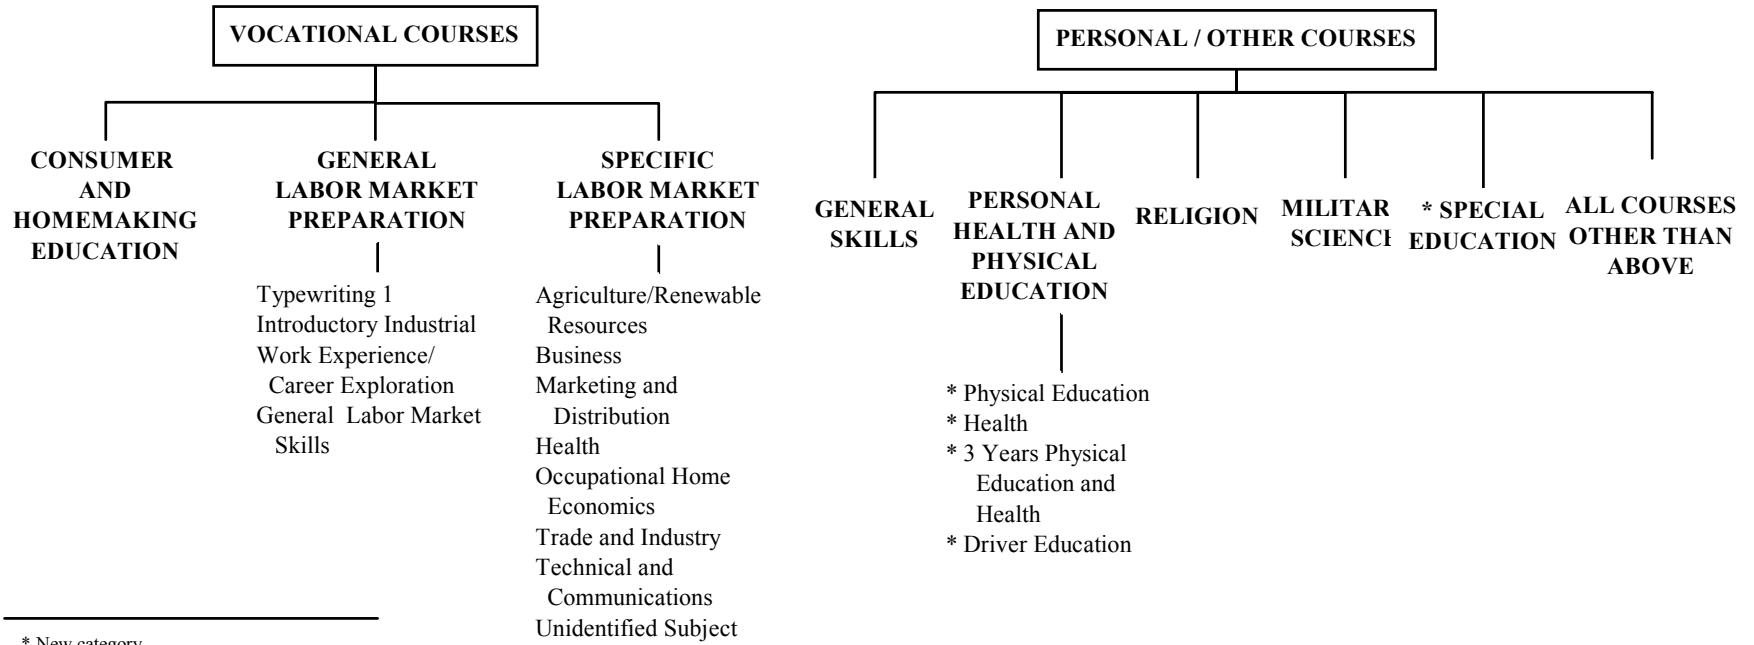 VOCATIONAL COURSES
CONSUMER
AND
HOMEMAKING
EDUCATION
GENERAL
LABOR MARKET
PREPARATION
Typewriting 1
Introductory Industrial
Work Experience/
Career Exploration
General Labor Market
Skills
SPECIFIC
LABOR MARKET
PREPARATION
Agriculture/Renewable
Resources
Business
Marketing and
Distribution
Health
Occupational Home
Economics
Trade and Industry
Technical and
Communications
Unidentified Subject
PERSONAL / OTHER COURSES
GENERAL
SKILLS
PERSONAL
HEALTH AND
PHYSICAL
EDUCATION
* Physical Education
* Health
* 3 Years Physical
Education and
Health
* Driver Education
RELIGION
MILITAR
SCIENC
* SPECIAL
EDUCATION
ALL COURSES
OTHER THAN
ABOVE
* New category